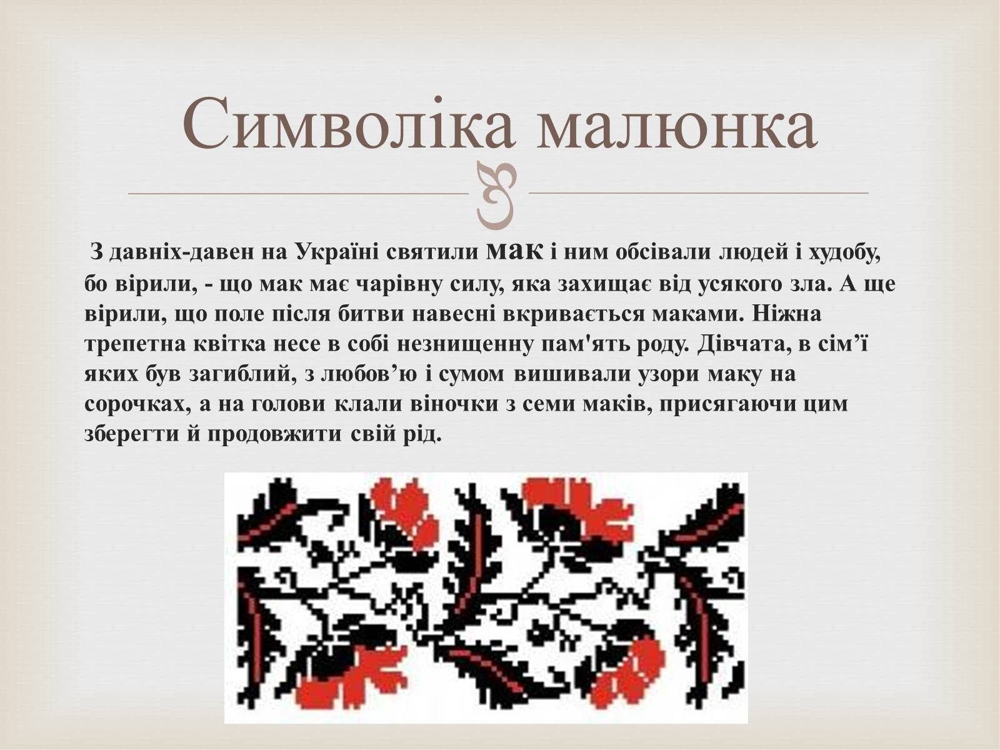 Символіка малюнка
З давніх-давен на Україні святили мак і ним обсівали людей і худобу,
бо вірили, - що мак має чарівну силу, яка захищає від усякого зла. А ще
вірили, що поле після битви навесні вкривається маками. Ніжна
трепетна квітка несе в собі незнищенну пам'ять роду. Дівчата, в сім’ї
яких був загиблий, з любов’ю і сумом вишивали узори маку на
сорочках, а на голови клали віночки з семи маків, присягаючи цим
зберегти й продовжити свій рід.